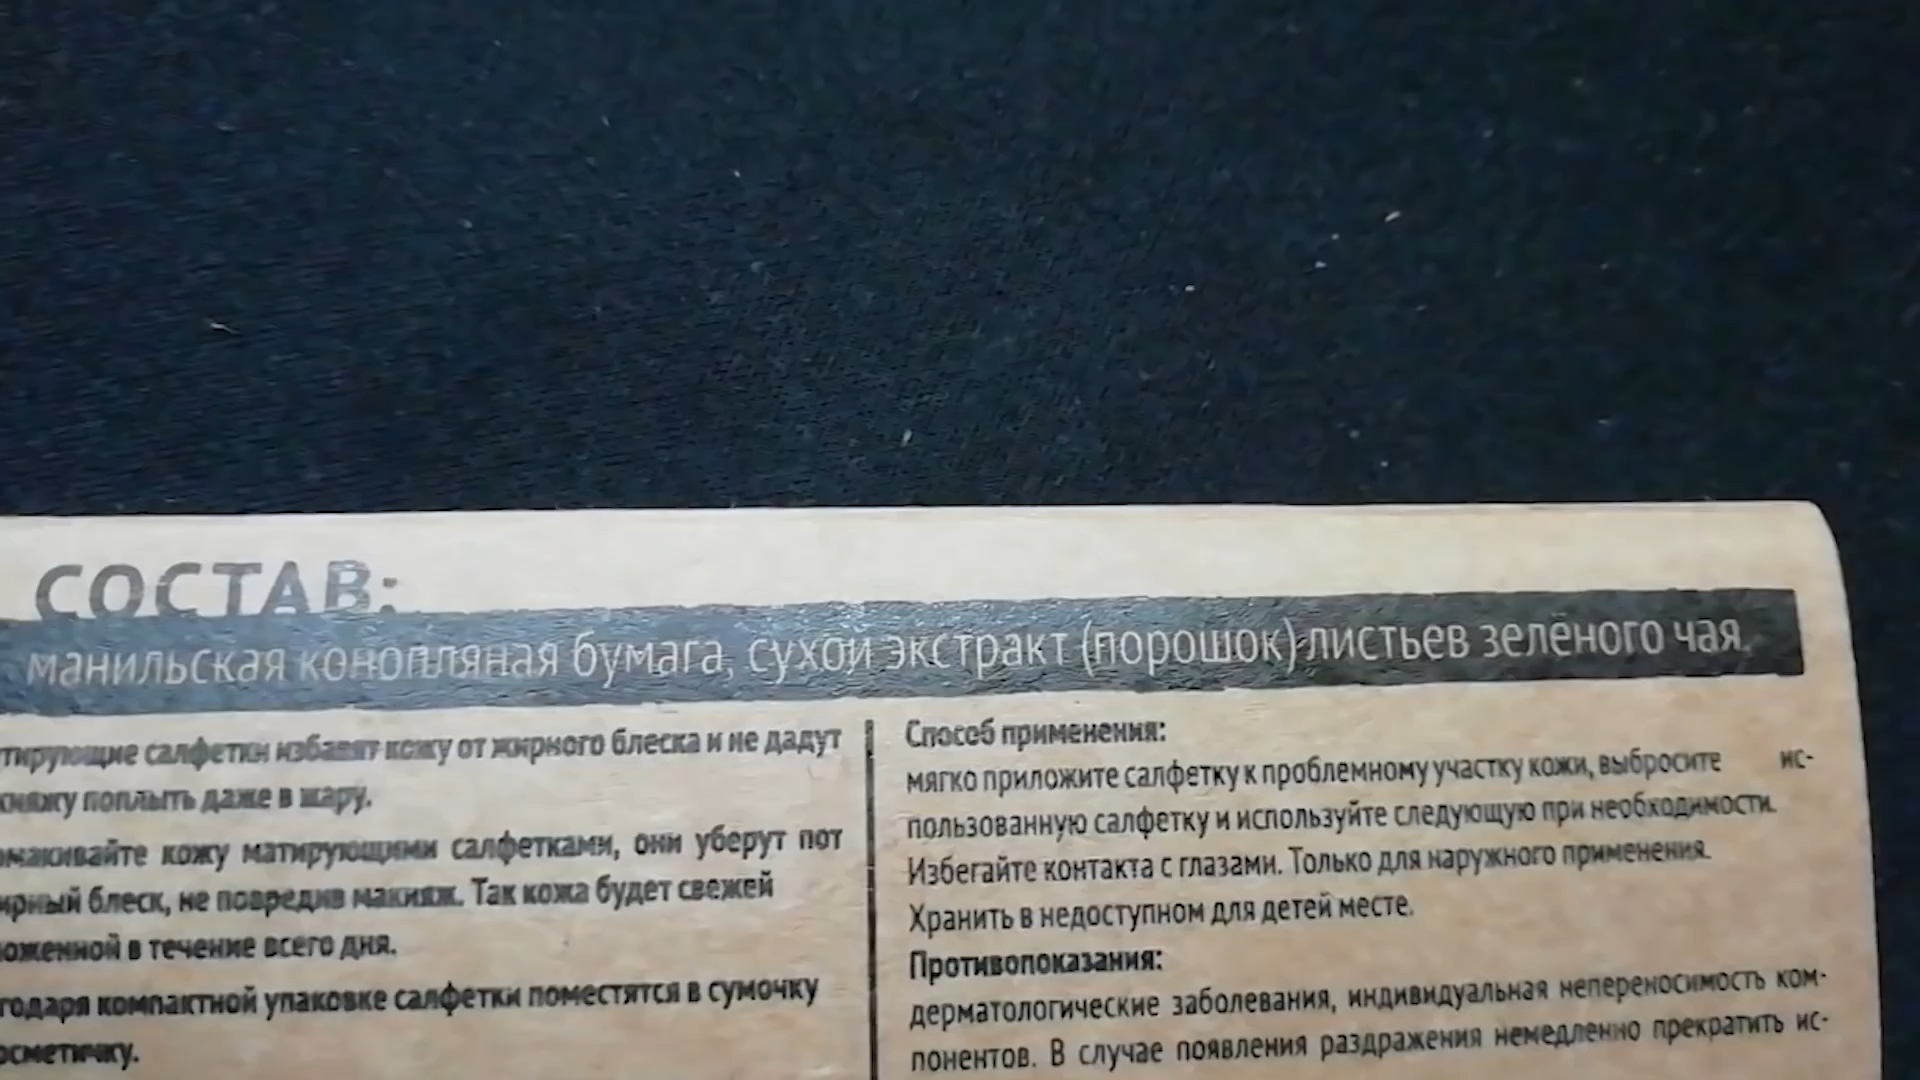 СОСТАВ:
манильская конопляная бумага, сухой экстракт (порошок) листьев зелёного чая.
тирующие салфетки избавят кожу от жирного блеска и не дадут
кияжу поплыть даже в жару.
омакивайте кожу матирующими салфетками, они уберут пот
ирный блеск, не повредив макияж. Так кожа будет свежей
оженной в течение всего дня.
годаря компактной упаковке салфетки поместятся в сумочку
осметичку.
Способ применения:
мягко приложите салфетку к проблемному участку кожи, выбросите ис-
пользованную салфетку и используйте следующую при необходимости.
Избегайте контакта с глазами. Только для наружного применения.
Хранить в недоступном для детей месте.
Противопоказания:
дерматологические заболевания, индивидуальная непереносимость ком-
понентов. В случае появления раздражения немедленно прекратить ис-